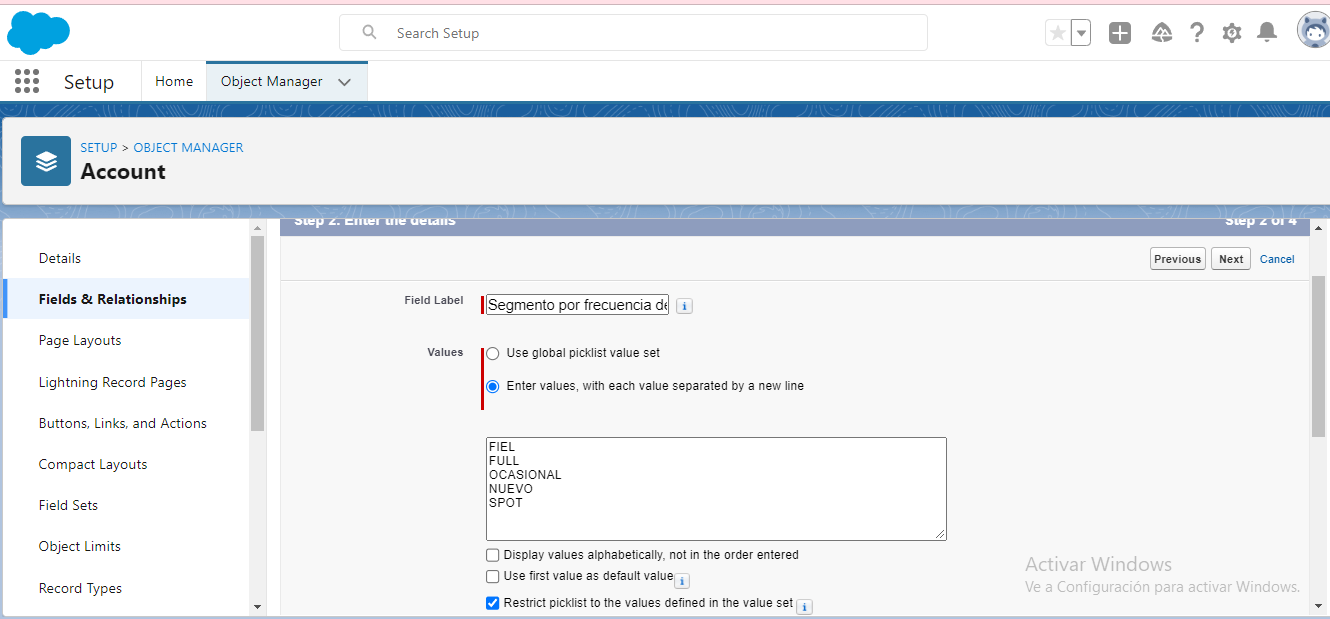 Search Setup
Setup
Home
Object Manager
SETUP > OBJECT MANAGER
Account
Details
Fields & Relationships
Page Layouts
Lightning Record Pages
Buttons, Links, and Actions
Compact Layouts
Field Sets
Object Limits
Record Types
Step 2. Enter the details
Step 2 of 4
Previous
Next
Cancel
Field Label
Segmento por frecuencia de
i
Values
Use global picklist value set
Enter values, with each value separated by a new line
FIEL
FULL
OCASIONAL
NUEVO
SPOT
Display values alphabetically, not in the order entered
Use first value as default value
i
Restrict picklist to the values defined in the value set
i
Activar Windows
Ve a Configuración para activar Windows.